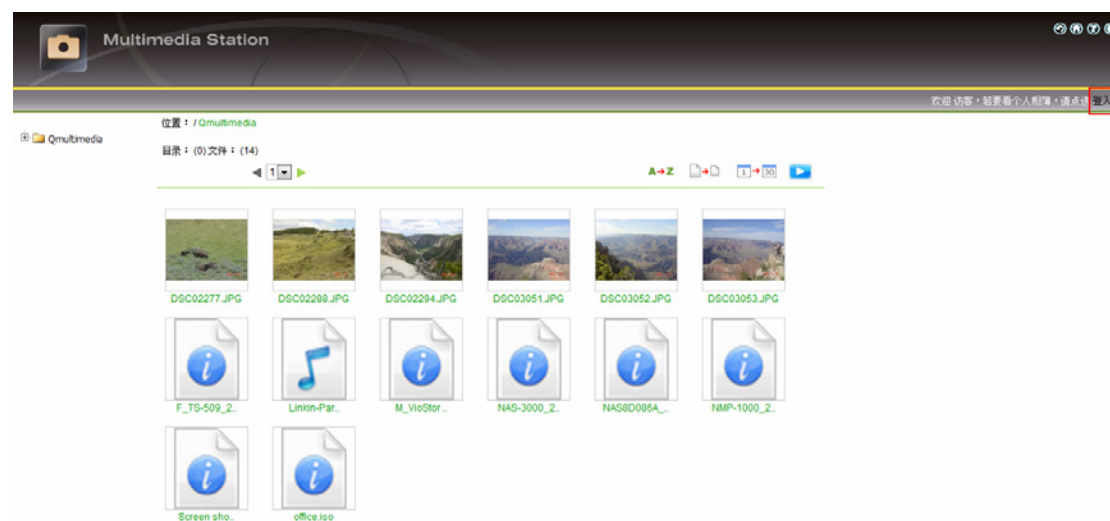 Multimedia Station
欢迎 访客，若要看个人相簿，请点选 登入
Qmultimedia
位置： / Qmultimedia
目录： (0) 文件： (14)
1
A→Z
1 → 30
DSC02277.JPG DSC02288.JPG DSC02294.JPG DSC03051.JPG DSC03052.JPG DSC03053.JPG
F_TS-509_2.. Linkin-Par.. M_VioStor... NAS-3000_2.. NAS8D086A_.. NMP-1000_2..
Screen sho.. office.iso